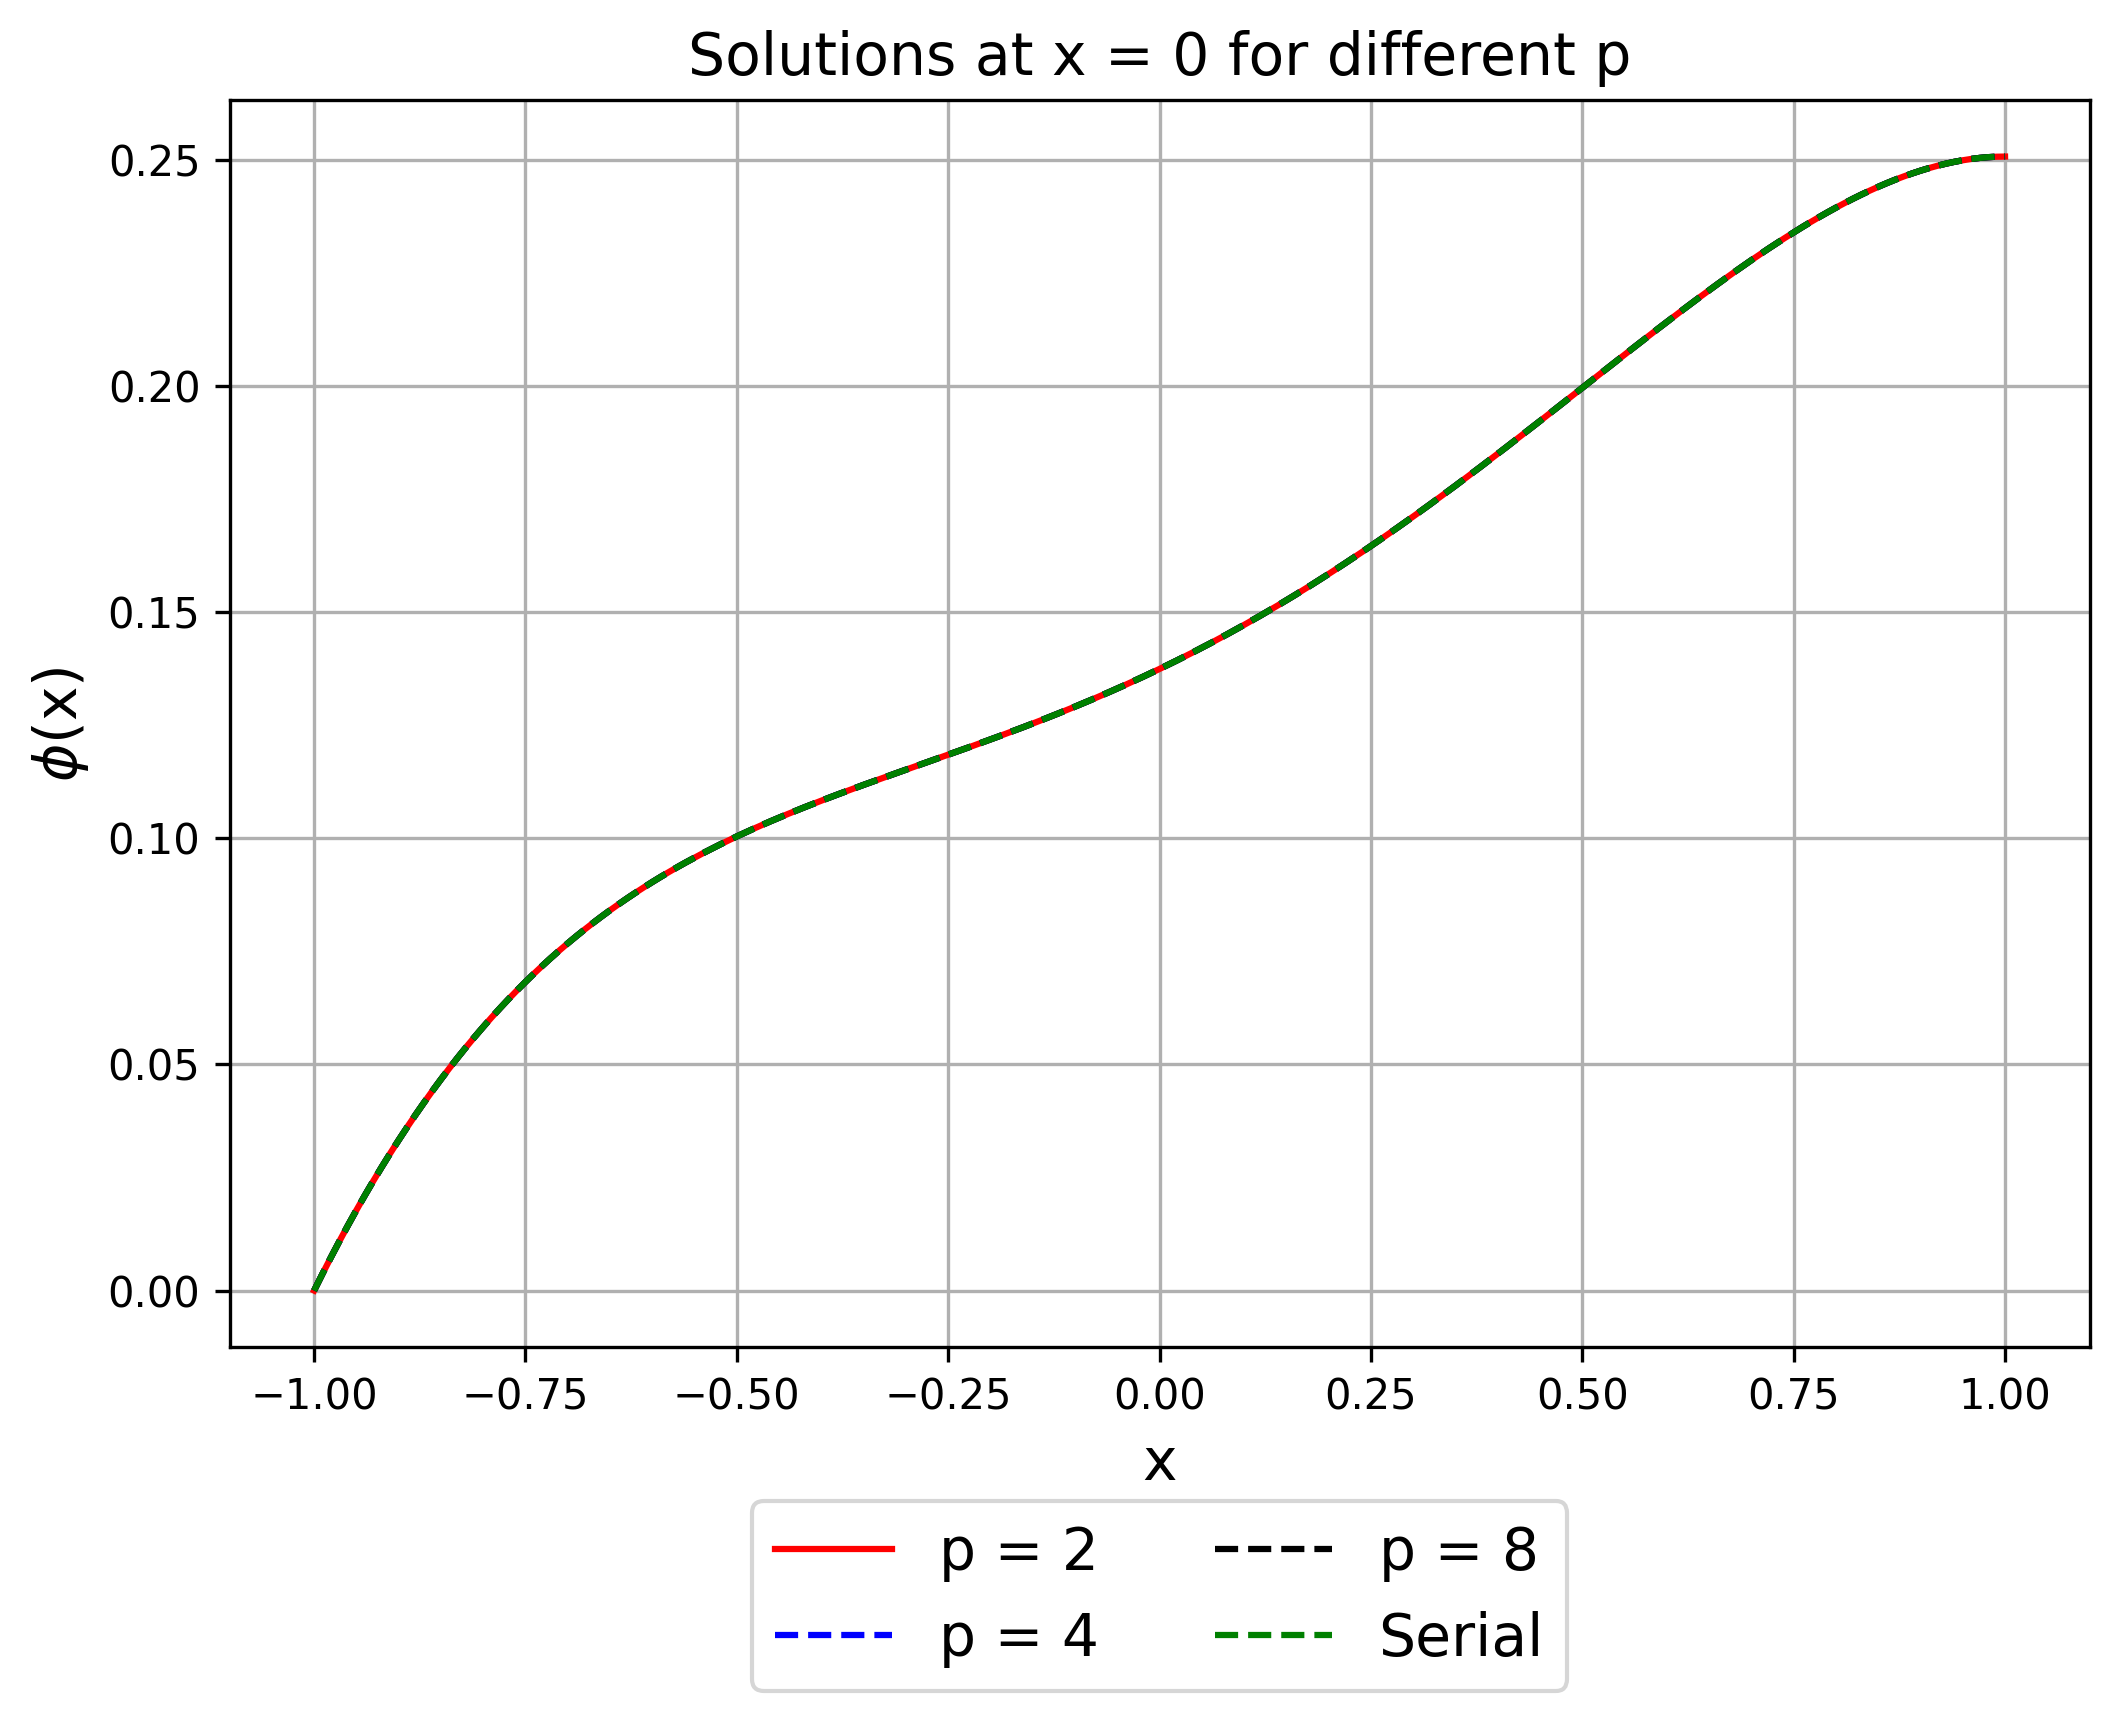 Solutions at x = 0 for different p
0.25
0.20
0.15
0.10
0.05
0.00
ϕ(x)
−1.00 −0.75 −0.50 −0.25 0.00 0.25 0.50 0.75 1.00
x
p = 2 p = 8
p = 4 Serial